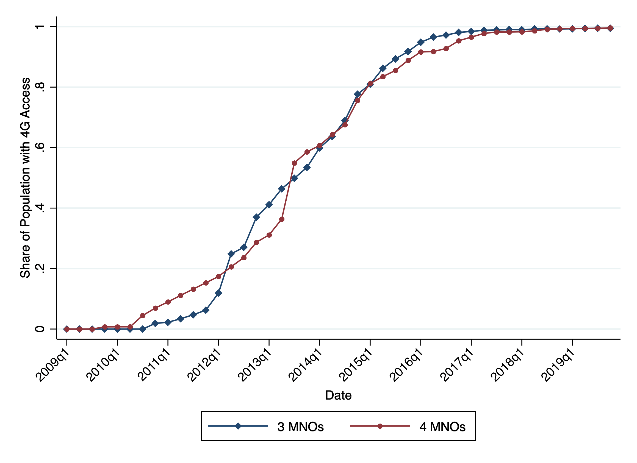 Share of Population with 4G Access
1
.8
.6
.4
.2
0
2009q1 2010q1 2011q1 2012q1 2013q1 2014q1 2015q1 2016q1 2017q1 2018q1 2019q1
Date
3 MNOs 4 MNOs